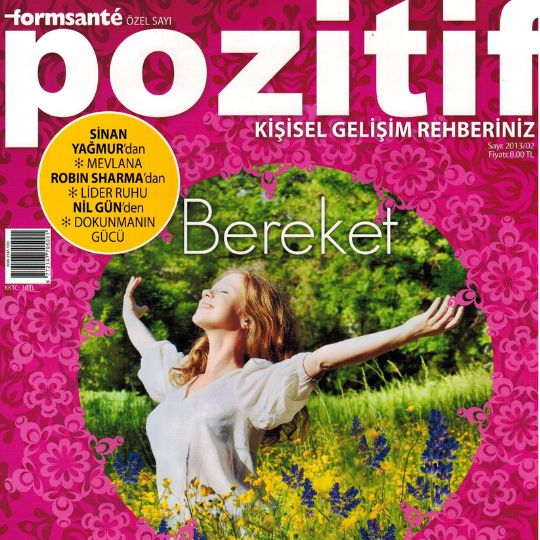 formsanté ÖZEL SAYI
pozitif
KİŞİSEL GELİŞİM REHBERİNİZ
Sayı: 2013/02
Fiyatı: 8.00 TL
SİNAN
YAĞMUR'dan
* MEVLANA
ROBIN SHARMA'dan
* LİDER RUHU
NİL GÜN'den
* DOKUNMANIN
GÜCÜ
Bereket
KKTC: 10TL